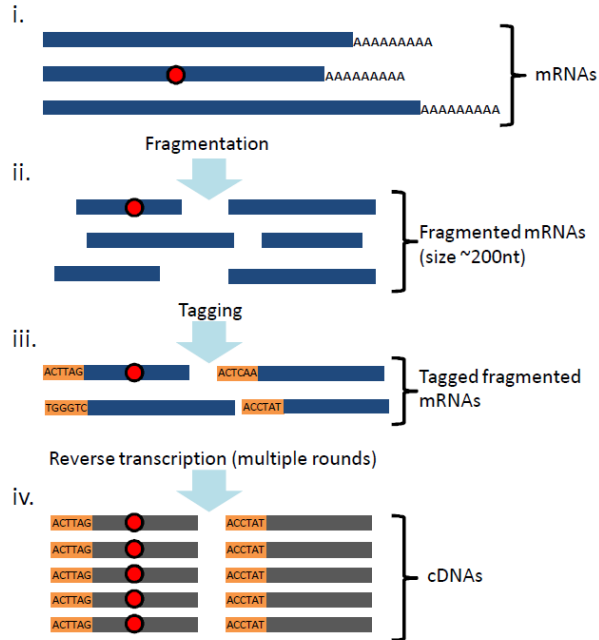 i.
AAAAAAAAA
AAAAAAAAA
AAAAAAAAA
mRNAs
Fragmentation
ii.
Fragmented mRNAs
(size ~200nt)
Tagging
iii.
ACTTAG
ACTCAA
TGGGTC
ACCTAT
Tagged fragmented
mRNAs
Reverse transcription (multiple rounds)
iv.
ACTTAG ACCTAT
ACTTAG ACCTAT
ACTTAG ACCTAT
ACTTAG ACCTAT
ACTTAG ACCTAT
cDNAs